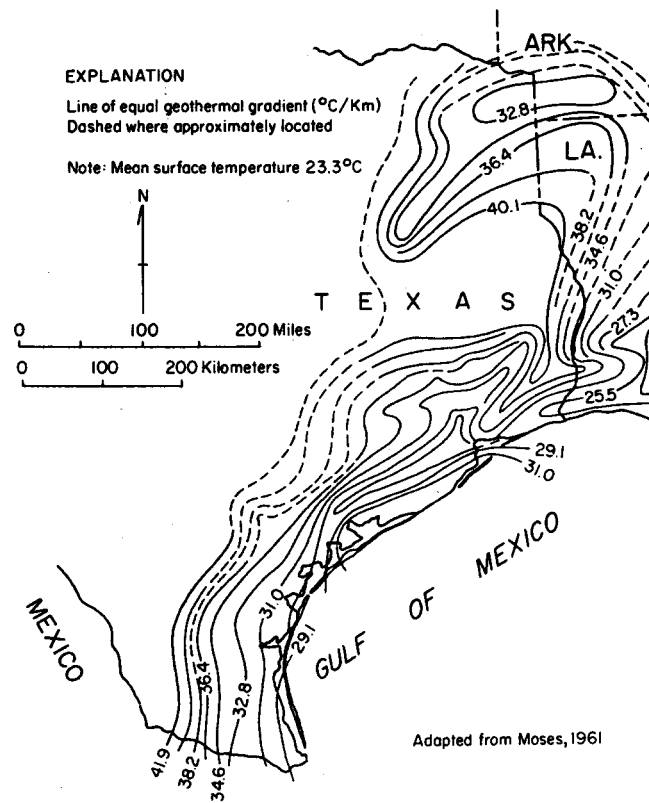 ARK.
EXPLANATION
Line of equal geothermal gradient (°C/Km)
Dashed where approximately located
Note: Mean surface temperature 23.3°C
N
32.8
36.4
LA.
40.1
38.2
34.6
31.0
27.3
TEXAS
0 100 200 Miles
0 100 200 Kilometers
25.5
29.1
31.0
GULF OF MEXICO
MEXICO
31.0
29.1
36.4
32.8
41.9
38.2
34.6
Adapted from Moses, 1961